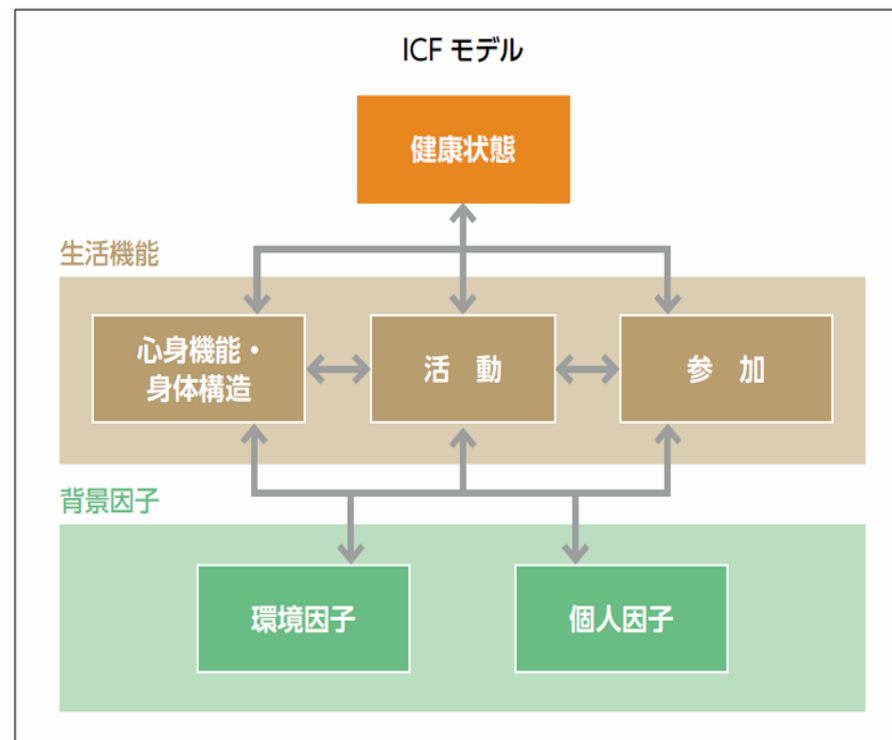 ICF モデル
健康状態
生活機能
心身機能・
身体構造
活　動
参　加
背景因子
環境因子
個人因子